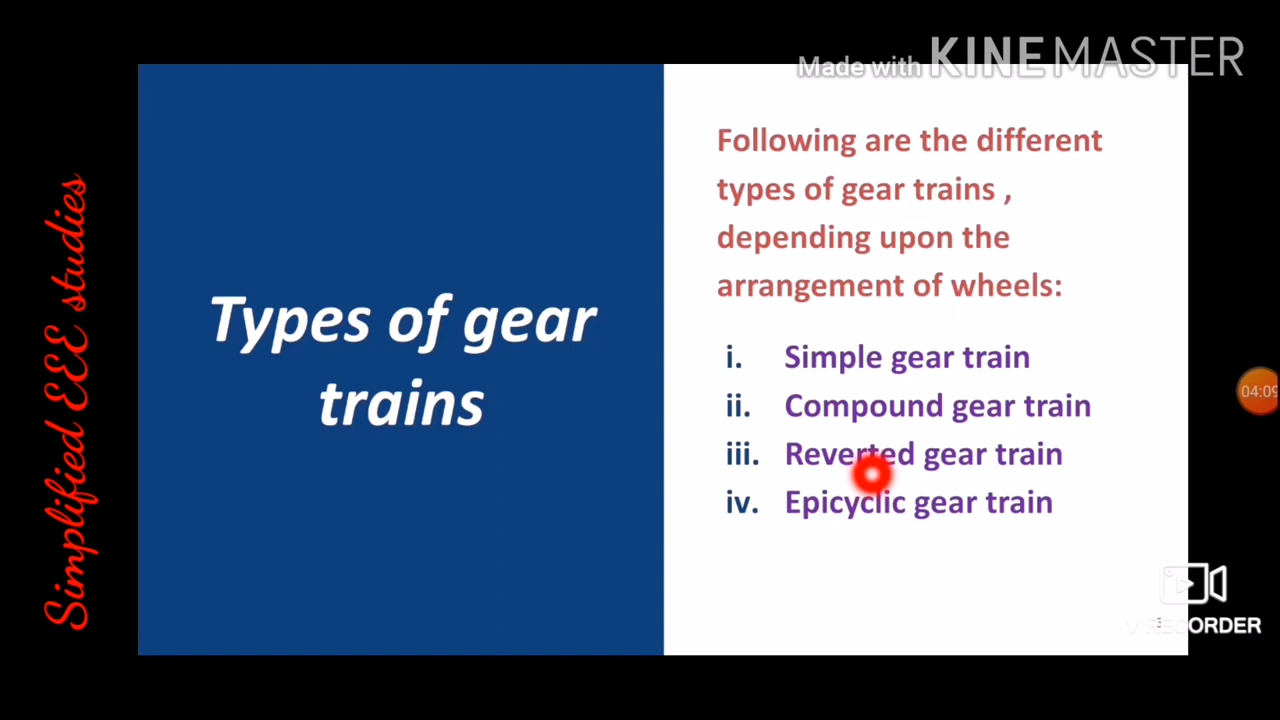 Made with KINEMASTER
Simplified EEE studies
Types of gear
trains
Following are the different
types of gear trains ,
depending upon the
arrangement of wheels:
i. Simple gear train
ii. Compound gear train
iii. Reverted gear train
iv. Epicyclic gear train
04:09
V RECORDER